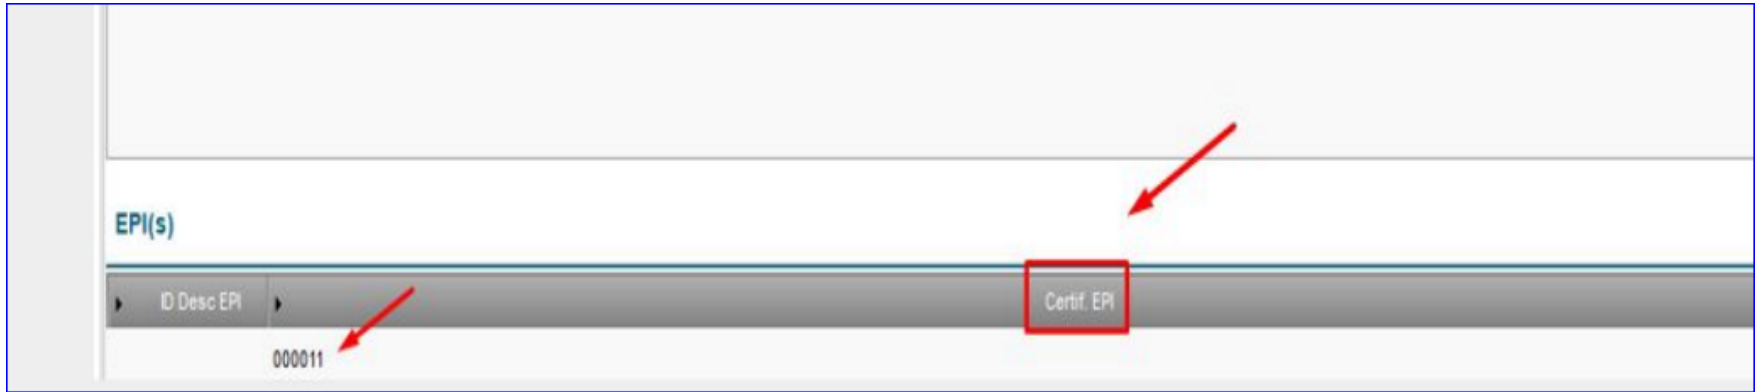 EPI(s)
ID Desc EPI Certif. EPI
000011